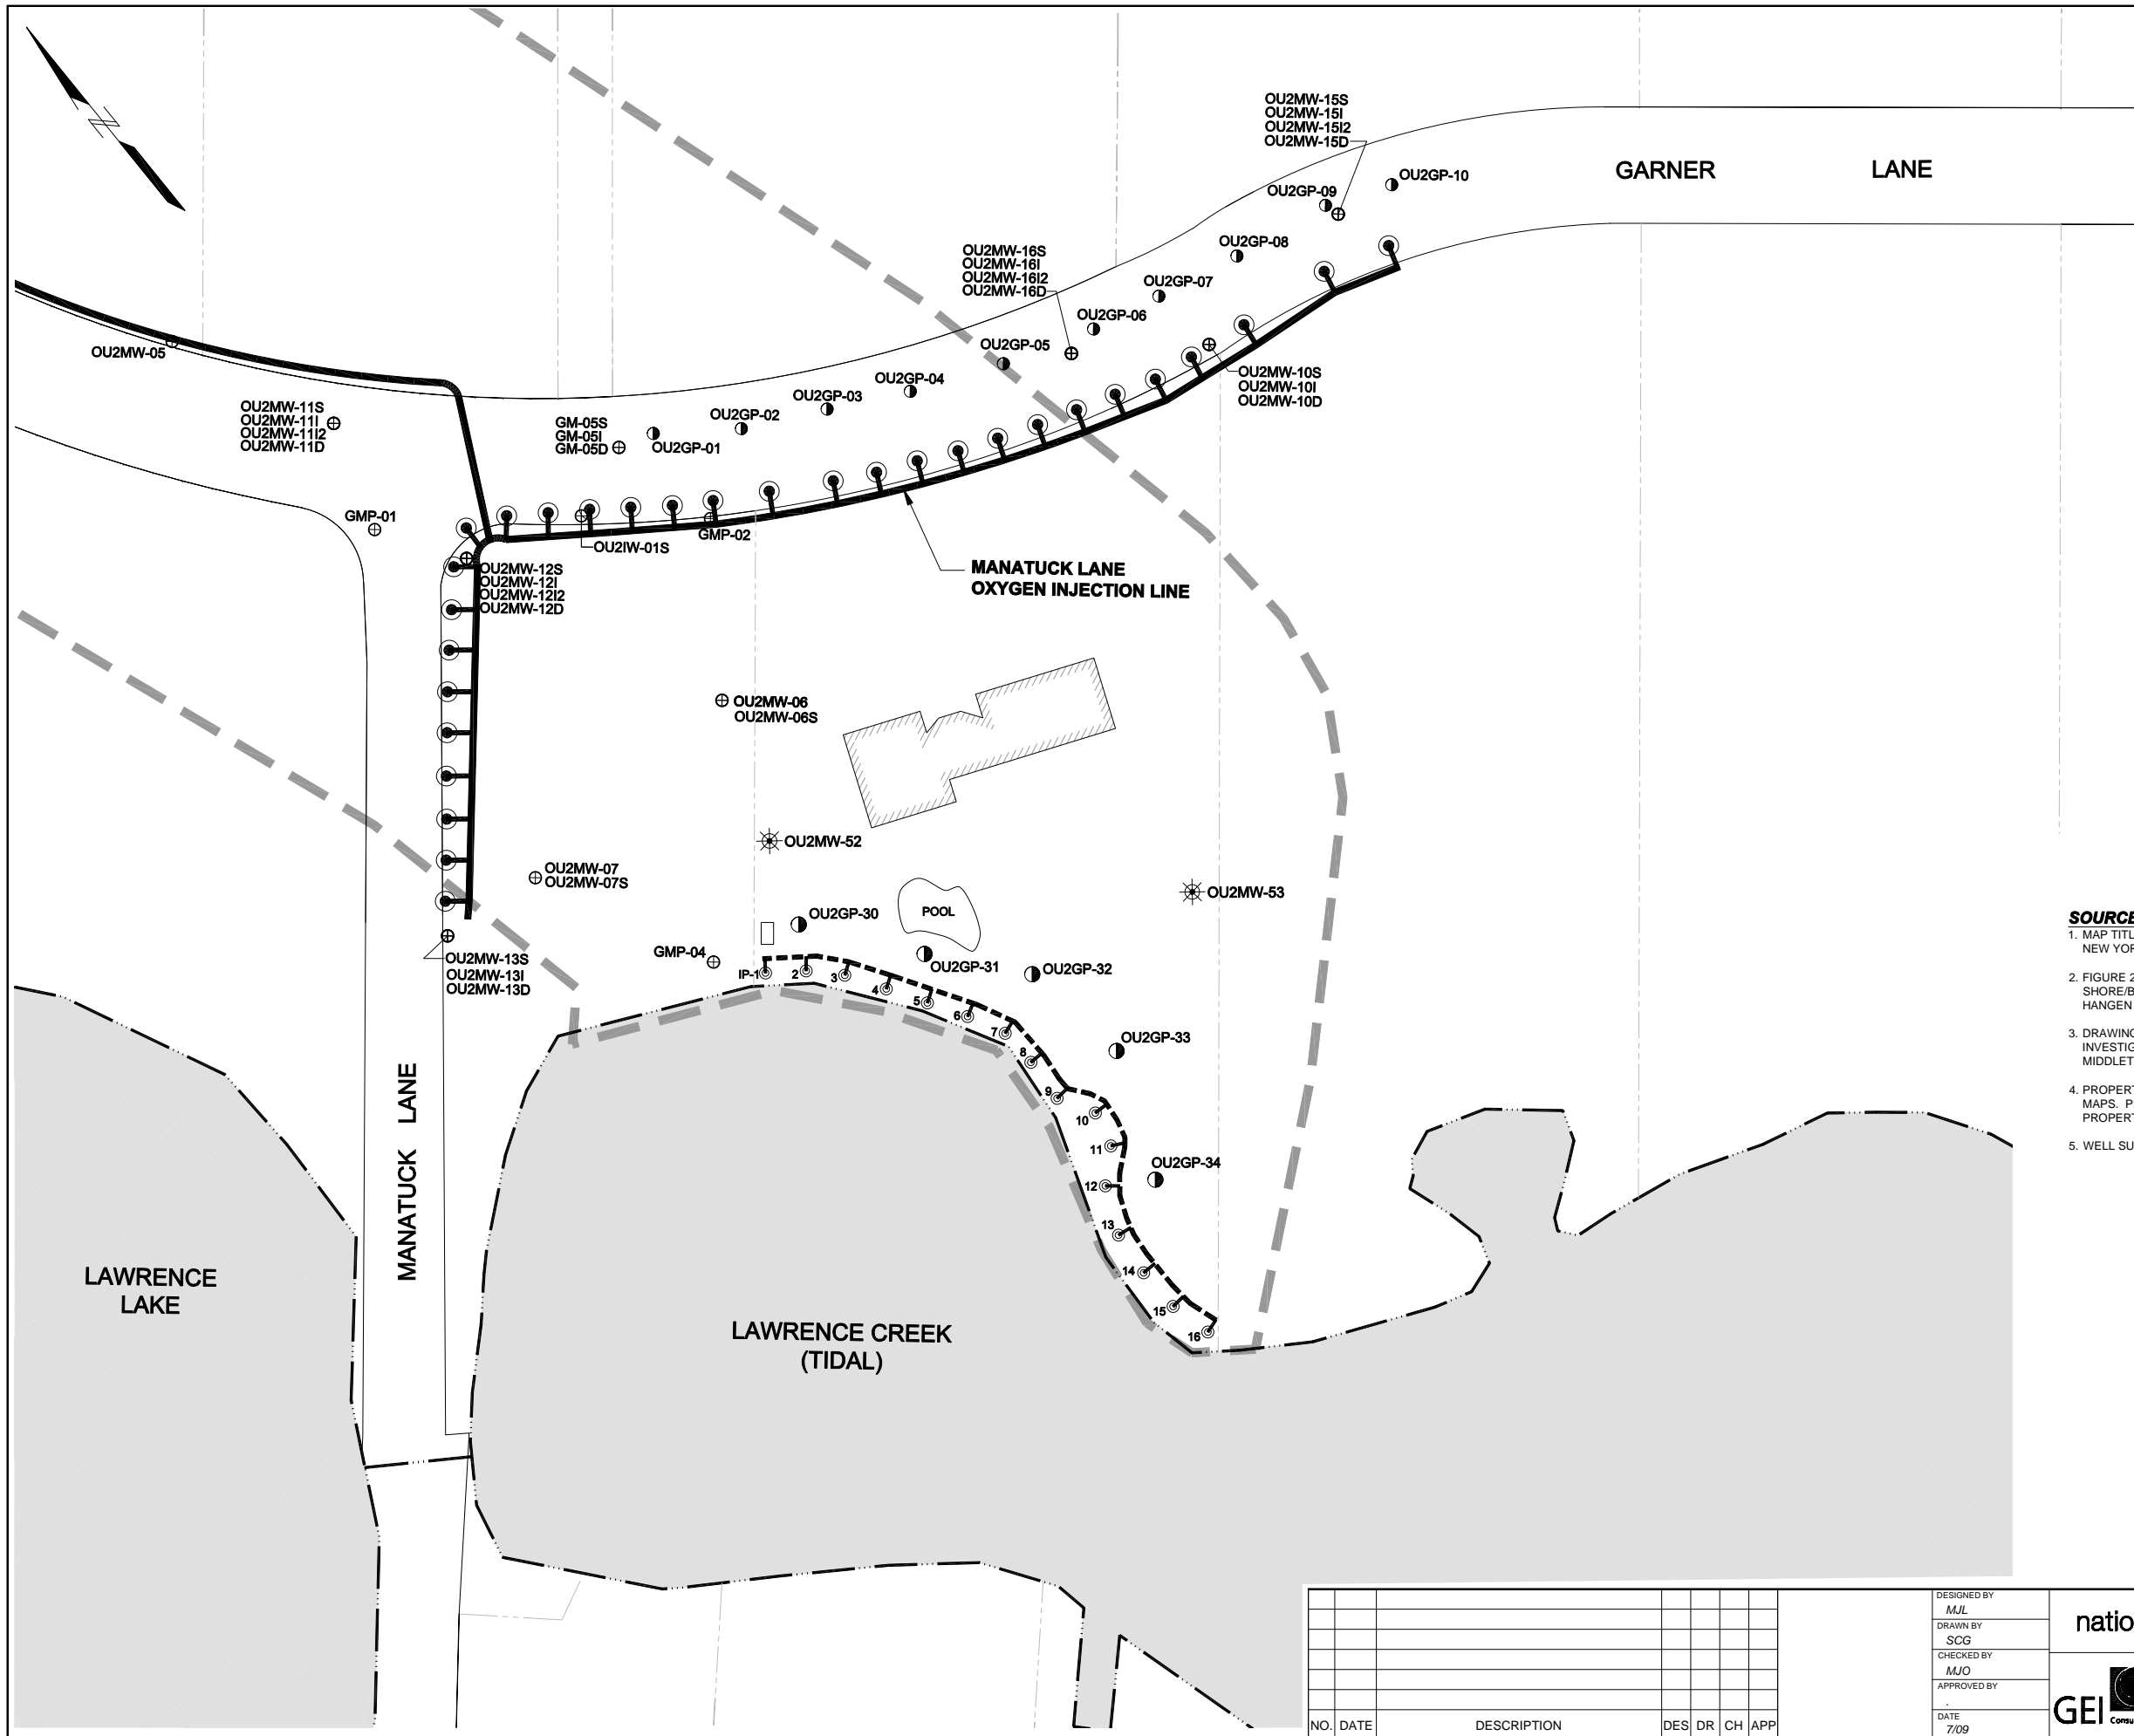 OU2MW-15S
OU2MW-15I
OU2MW-15I2
OU2MW-15D
OU2GP-10
OU2GP-09
GARNER LANE
OU2GP-08
OU2MW-16S
OU2MW-16I
OU2MW-16I2
OU2MW-16D
OU2GP-07
OU2GP-06
OU2GP-05
OU2MW-05
OU2MW-10S
OU2MW-10I
OU2MW-10D
OU2GP-04
OU2GP-03
OU2GP-02
OU2MW-11S
OU2MW-11I
OU2MW-11I2
OU2MW-11D
GM-05S
GM-05I
GM-05D
OU2GP-01
GMP-01
GMP-02
OU2IW-01S
MANATUCK LANE
OXYGEN INJECTION LINE
OU2MW-12S
OU2MW-12I
OU2MW-12I2
OU2MW-12D
OU2MW-06
OU2MW-06S
OU2MW-52
OU2MW-07
OU2MW-07S
OU2MW-53
POOL
OU2GP-30
GMP-04
OU2GP-31
OU2GP-32
OU2MW-13S
OU2MW-13I
OU2MW-13D
IP-1
2
3
4
5
6
7
8
9
10
11
12
13
14
15
16
OU2GP-33
OU2GP-34
MANATUCK LANE
LAWRENCE
LAKE
LAWRENCE CREEK
(TIDAL)
SOURCE
1. MAP TITL
NEW YOR
2. FIGURE 2
SHORE/B
HANGEN
3. DRAWING
INVESTIG
MIDDLET
4. PROPERT
MAPS. P
PROPERT
5. WELL SU
NO. DATE DESCRIPTION DES DR CH APP
DESIGNED BY
MJL
DRAWN BY
SCG
CHECKED BY
MJO
APPROVED BY
.
DATE
7/09
natio
GEI
Consu